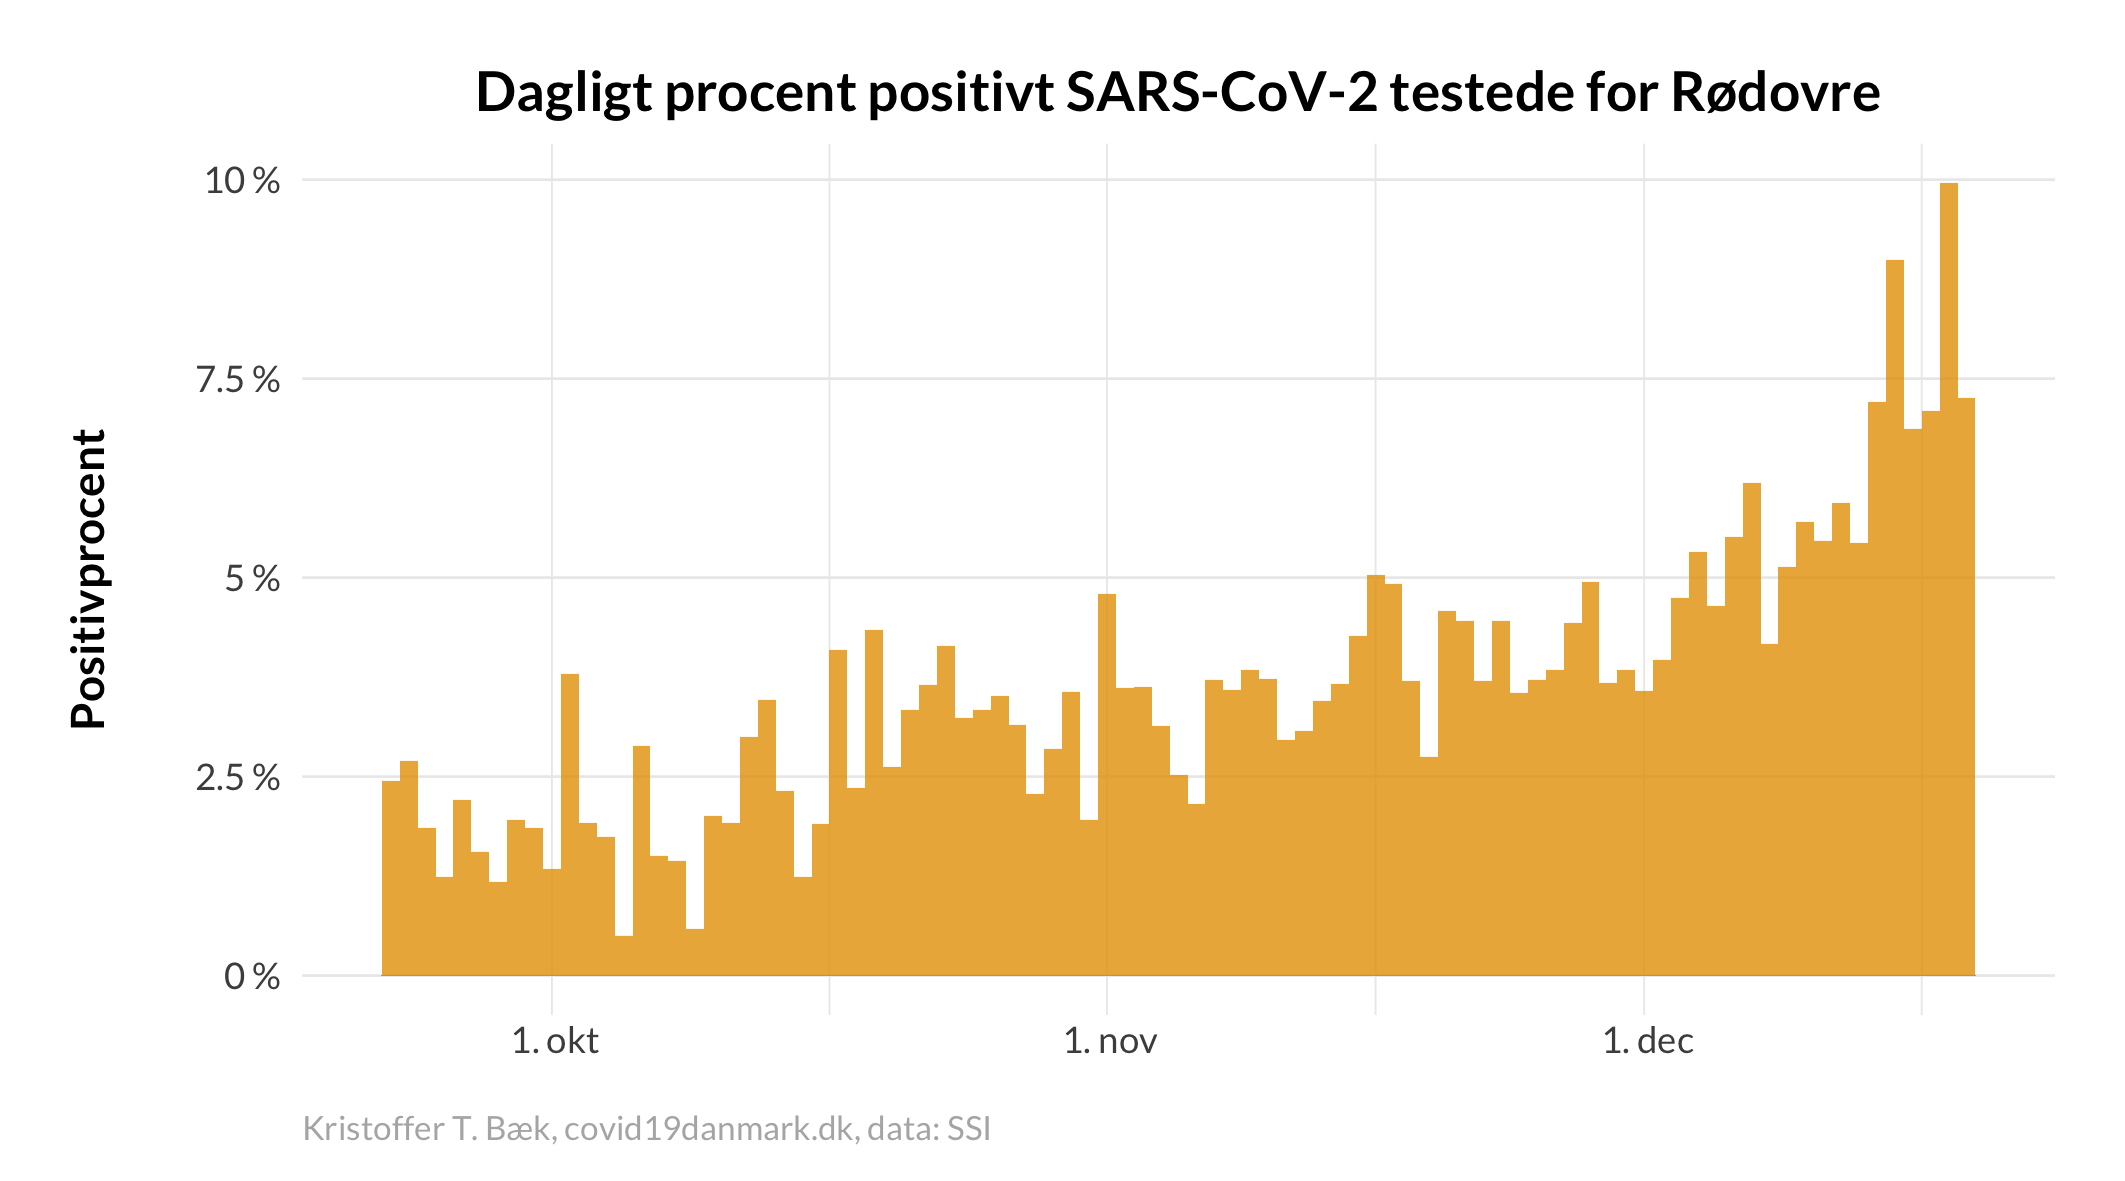 Dagligt procent positivt SARS-CoV-2 testede for Rødovre
Positivprocent
10 %
7.5 %
5 %
2.5 %
0 %
1. okt
1. nov
1. dec
Kristoffer T. Bæk, covid19danmark.dk, data: SSI